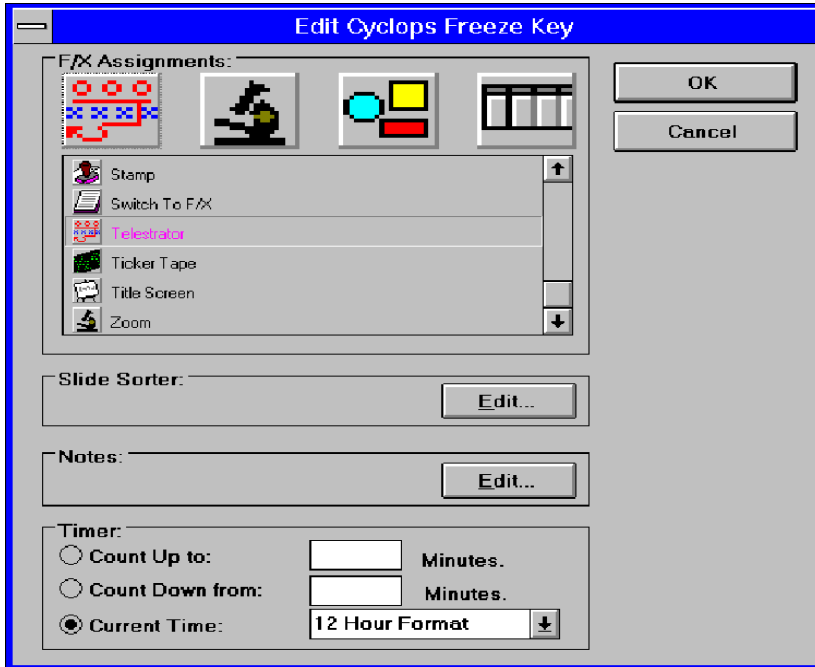 Edit Cyclops Freeze Key
F/X Assignments:
OK
Cancel
Stamp
Switch To F/X
Telestrator
Ticker Tape
Title Screen
Zoom
Slide Sorter:
Edit...
Notes:
Edit...
Timer:
Count Up to: Minutes.
Count Down from: Minutes.
Current Time: 12 Hour Format